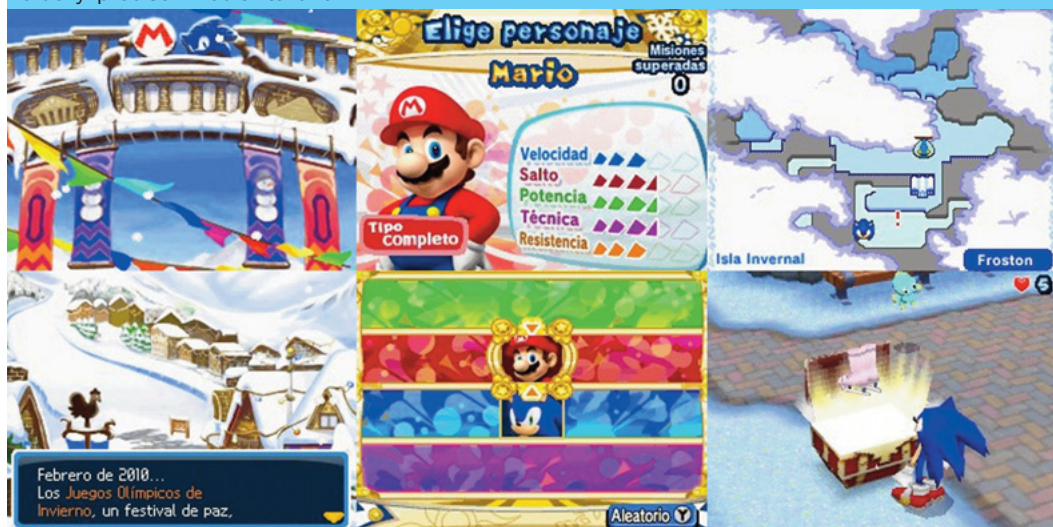 M
Elige personaje
Misiones
superadas
0
Mario
Velocidad
Salto
Potencia
Técnica
Resistencia
Tipo
completo
Isla Invernal
Froston
Febrero de 2010...
Los Juegos Olímpicos de
Invierno, un festival de paz,
Aleatorio Y